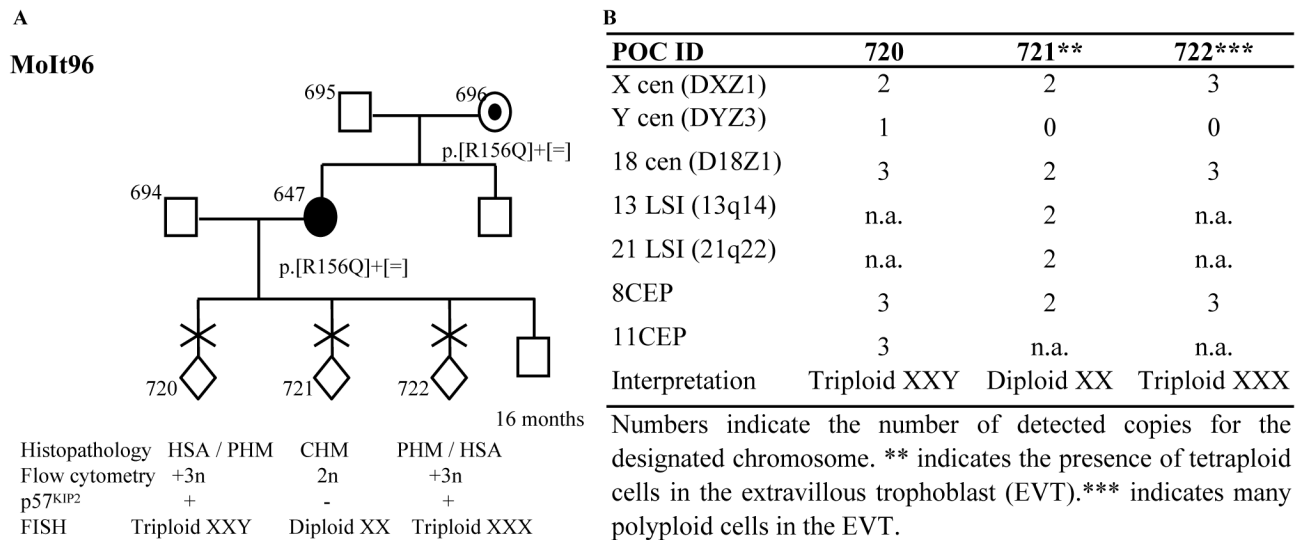 A
MoIt96
695
696
p.[R156Q]+[=]
694
647
p.[R156Q]+[=]
720
721
722
16 months
Histopathology HSA / PHM CHM PHM / HSA
Flow cytometry +3n 2n +3n
p57KIP2 + - +
FISH Triploid XXY Diploid XX Triploid XXX
B
POC ID 720 721** 722***
X cen (DXZ1) 2 2 3
Y cen (DYZ3) 1 0 0
18 cen (D18Z1) 3 2 3
13 LSI (13q14) n.a. 2 n.a.
21 LSI (21q22) n.a. 2 n.a.
8CEP 3 2 3
11CEP 3 n.a. n.a.
Interpretation Triploid XXY Diploid XX Triploid XXX
Numbers indicate the number of detected copies for the
designated chromosome. ** indicates the presence of tetraploid
cells in the extravillous trophoblast (EVT).*** indicates many
polyploid cells in the EVT.